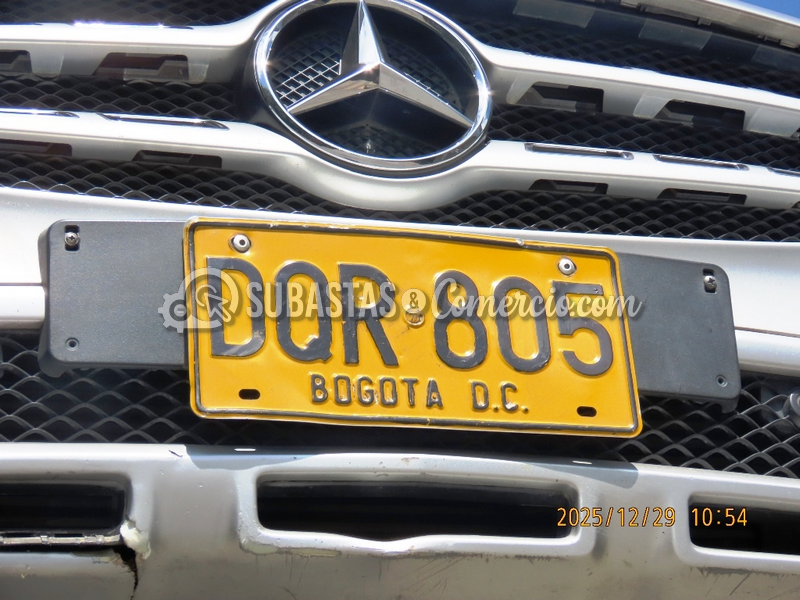 DQR 805
BOGOTA D.C.
SUBASTAS & Comercio.com
2025/12/29 10:54